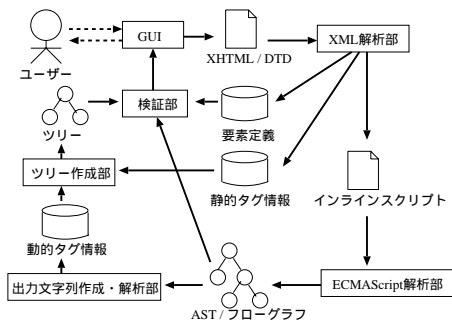 GUI
XHTML / DTD
XML解析部
ユーザー
検証部
要素定義
ツリー
ツリー作成部
静的タグ情報
インラインスクリプト
動的タグ情報
出力文字列作成・解析部
AST / フローグラフ
ECMAScript解析部